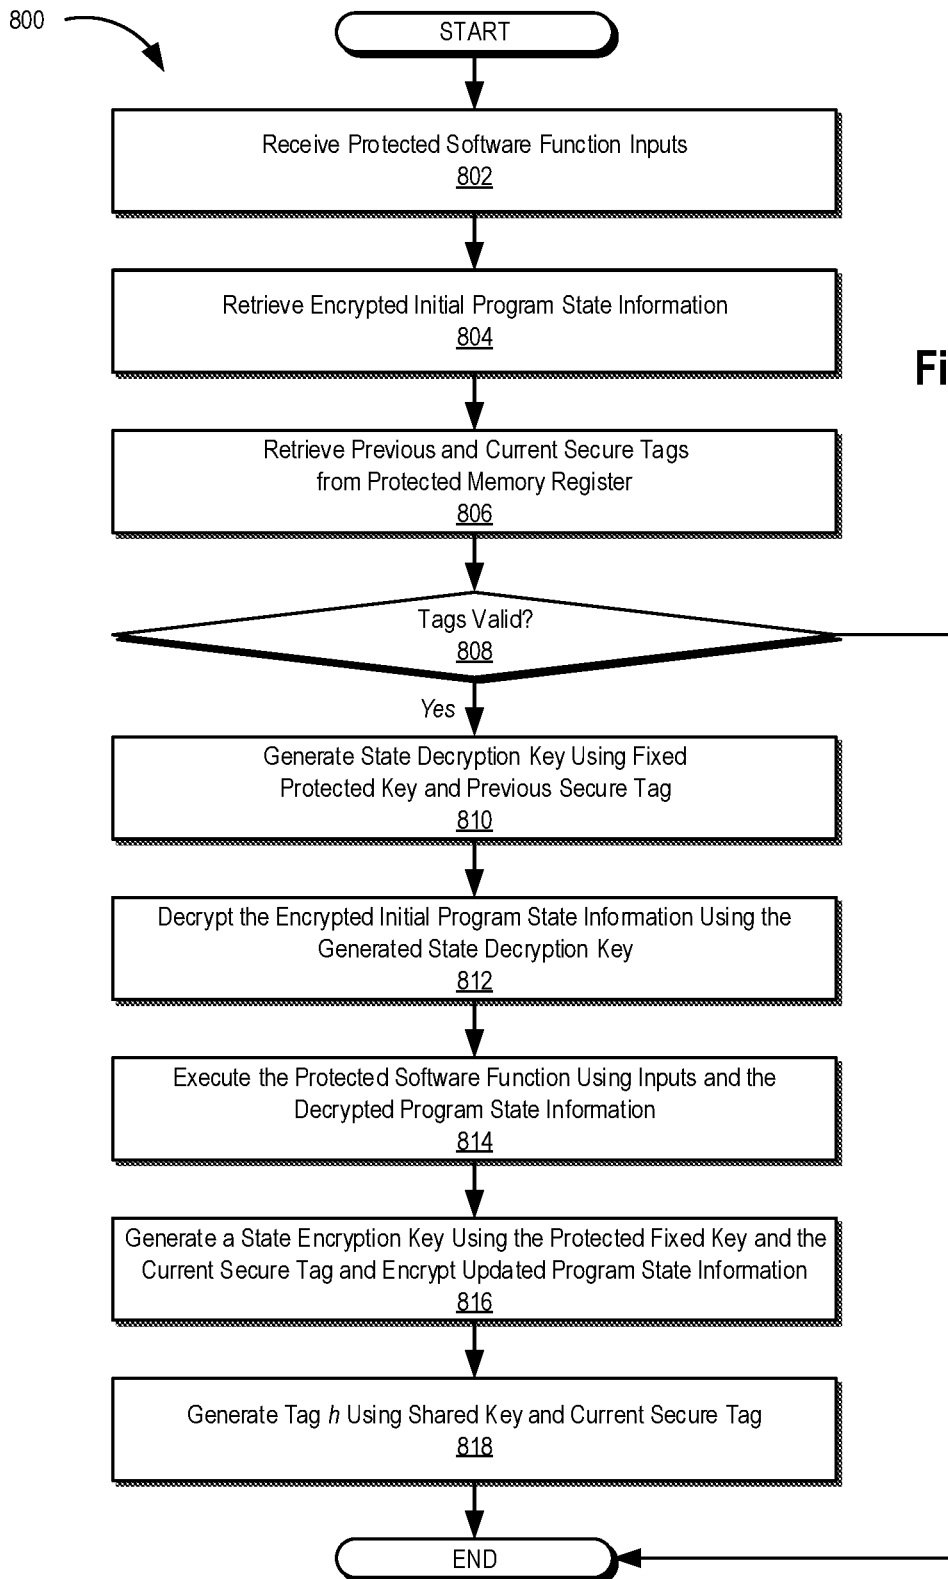 800
START
Receive Protected Software Function Inputs
802
Retrieve Encrypted Initial Program State Information
804
Fi
Retrieve Previous and Current Secure Tags
from Protected Memory Register
806
Tags Valid?
808
Yes
Generate State Decryption Key Using Fixed
Protected Key and Previous Secure Tag
810
Decrypt the Encrypted Initial Program State Information Using the
Generated State Decryption Key
812
Execute the Protected Software Function Using Inputs and the
Decrypted Program State Information
814
Generate a State Encryption Key Using the Protected Fixed Key and the
Current Secure Tag and Encrypt Updated Program State Information
816
Generate Tag h Using Shared Key and Current Secure Tag
818
END